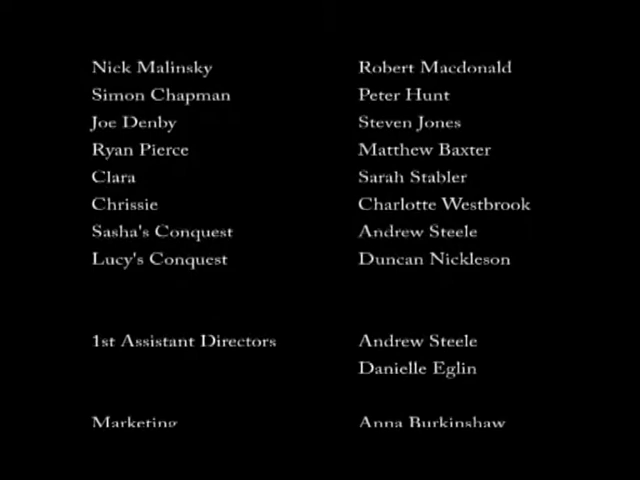 Nick Malinsky Robert Macdonald
Simon Chapman Peter Hunt
Joe Denby Steven Jones
Ryan Pierce Matthew Baxter
Clara Sarah Stabler
Chrissie Charlotte Westbrook
Sasha's Conquest Andrew Steele
Lucy's Conquest Duncan Nickleson
1st Assistant Directors Andrew Steele
Danielle Eglin
Marketing Anna Burkinshaw